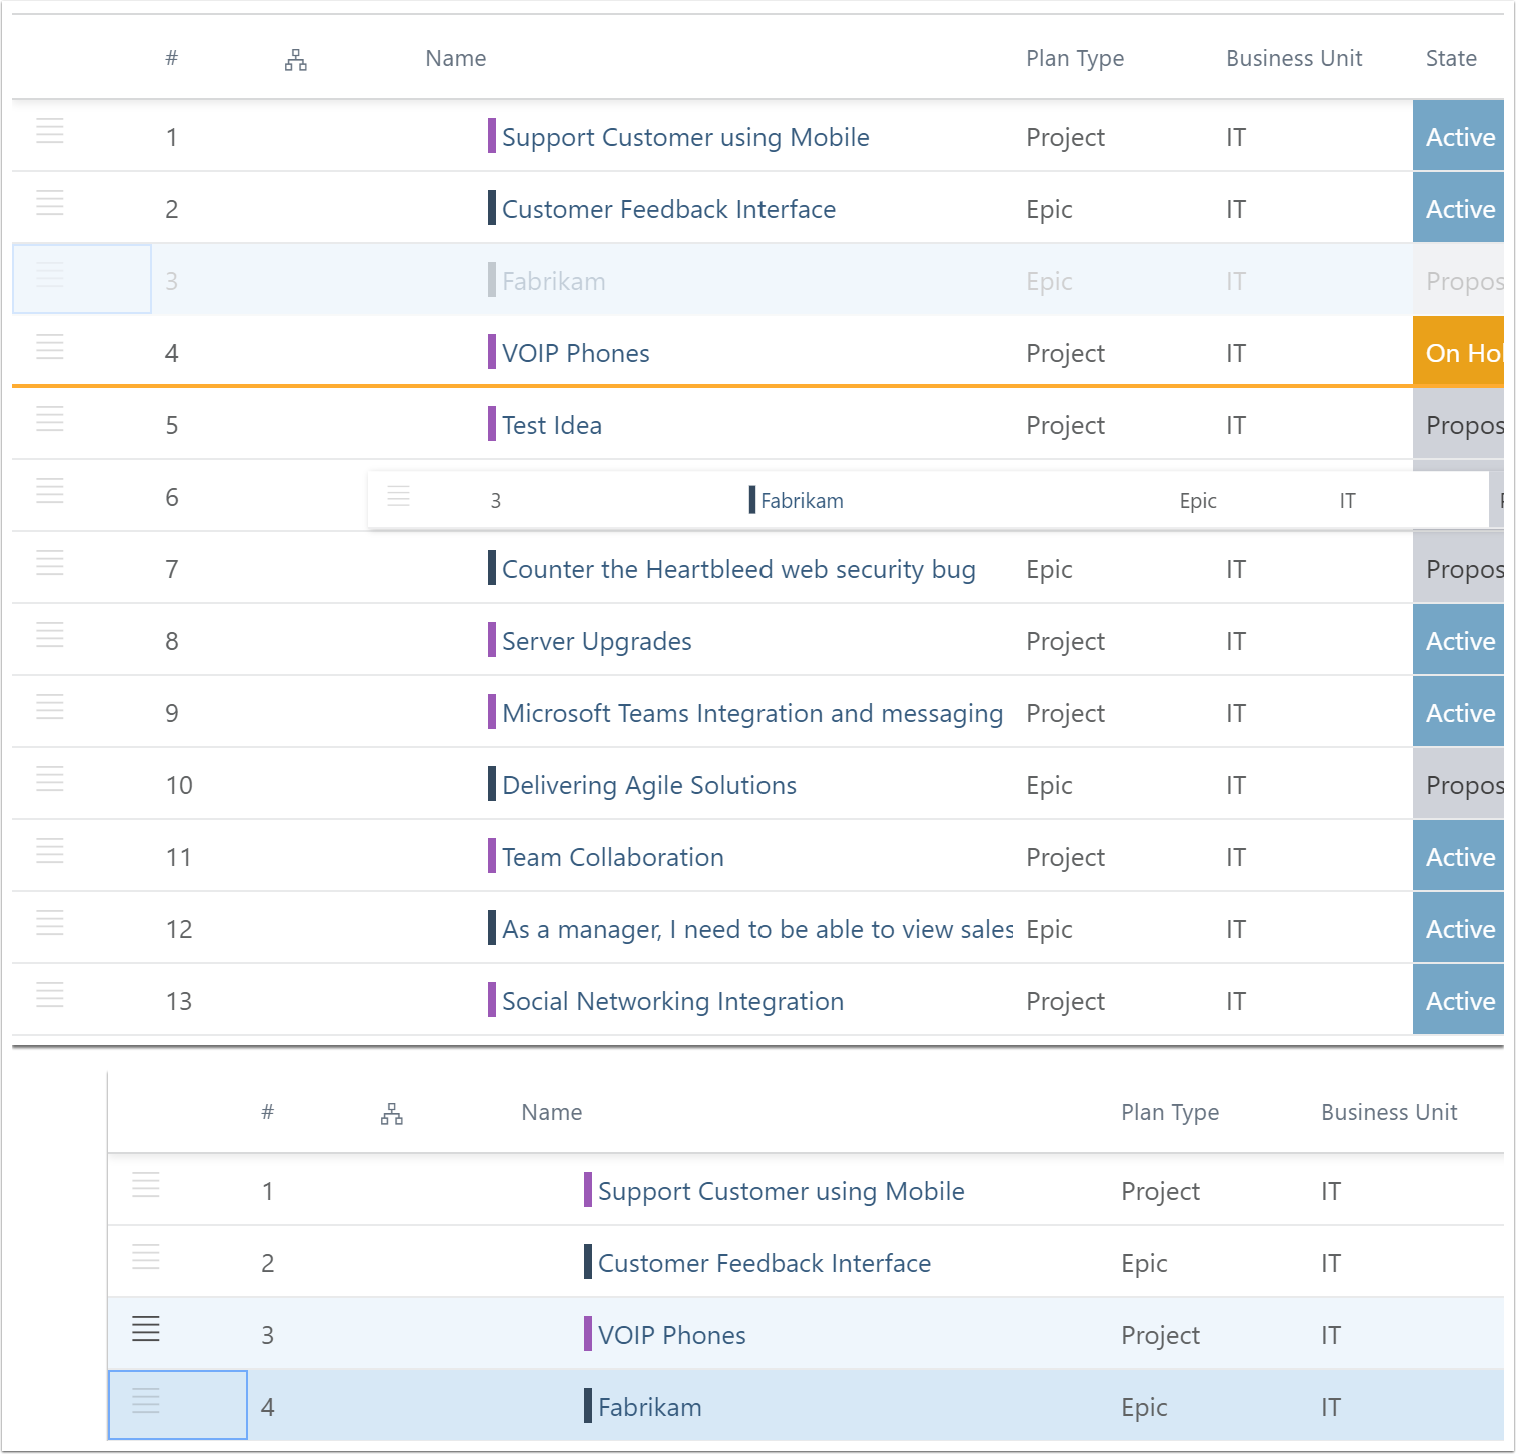 # Name Plan Type Business Unit State
1 Support Customer using Mobile Project IT Active
2 Customer Feedback Interface Epic IT Active
3 Fabrikam Epic IT Propos
4 VOIP Phones Project IT On Hol
5 Test Idea Project IT Propos
6
3 Fabrikam Epic IT
7 Counter the Heartbleed web security bug Epic IT Propos
8 Server Upgrades Project IT Active
9 Microsoft Teams Integration and messaging Project IT Active
10 Delivering Agile Solutions Epic IT Propos
11 Team Collaboration Project IT Active
12 As a manager, I need to be able to view sales Epic IT Active
13 Social Networking Integration Project IT Active
# Name Plan Type Business Unit
1 Support Customer using Mobile Project IT
2 Customer Feedback Interface Epic IT
3 VOIP Phones Project IT
4 Fabrikam Epic IT